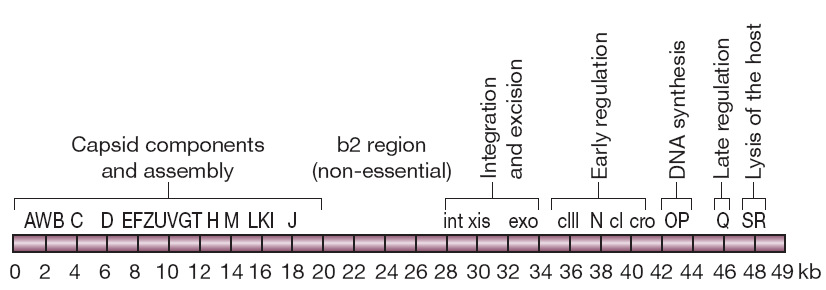 Capsid components
and assembly
b2 region
(non-essential)
Integration
and excision
Early regulation
DNA synthesis
Late regulation
Lysis of the host
AWB C D EFZUVGT H M LKI J int xis exo cIII N cI cro OP Q SR
0 2 4 6 8 10 12 14 16 18 20 22 24 26 28 30 32 34 36 38 40 42 44 46 48 49 kb